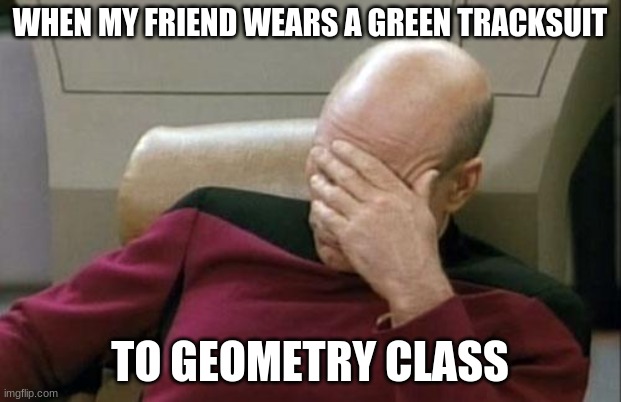 WHEN MY FRIEND WEARS A GREEN TRACKSUIT
TO GEOMETRY CLASS
imgflip.com